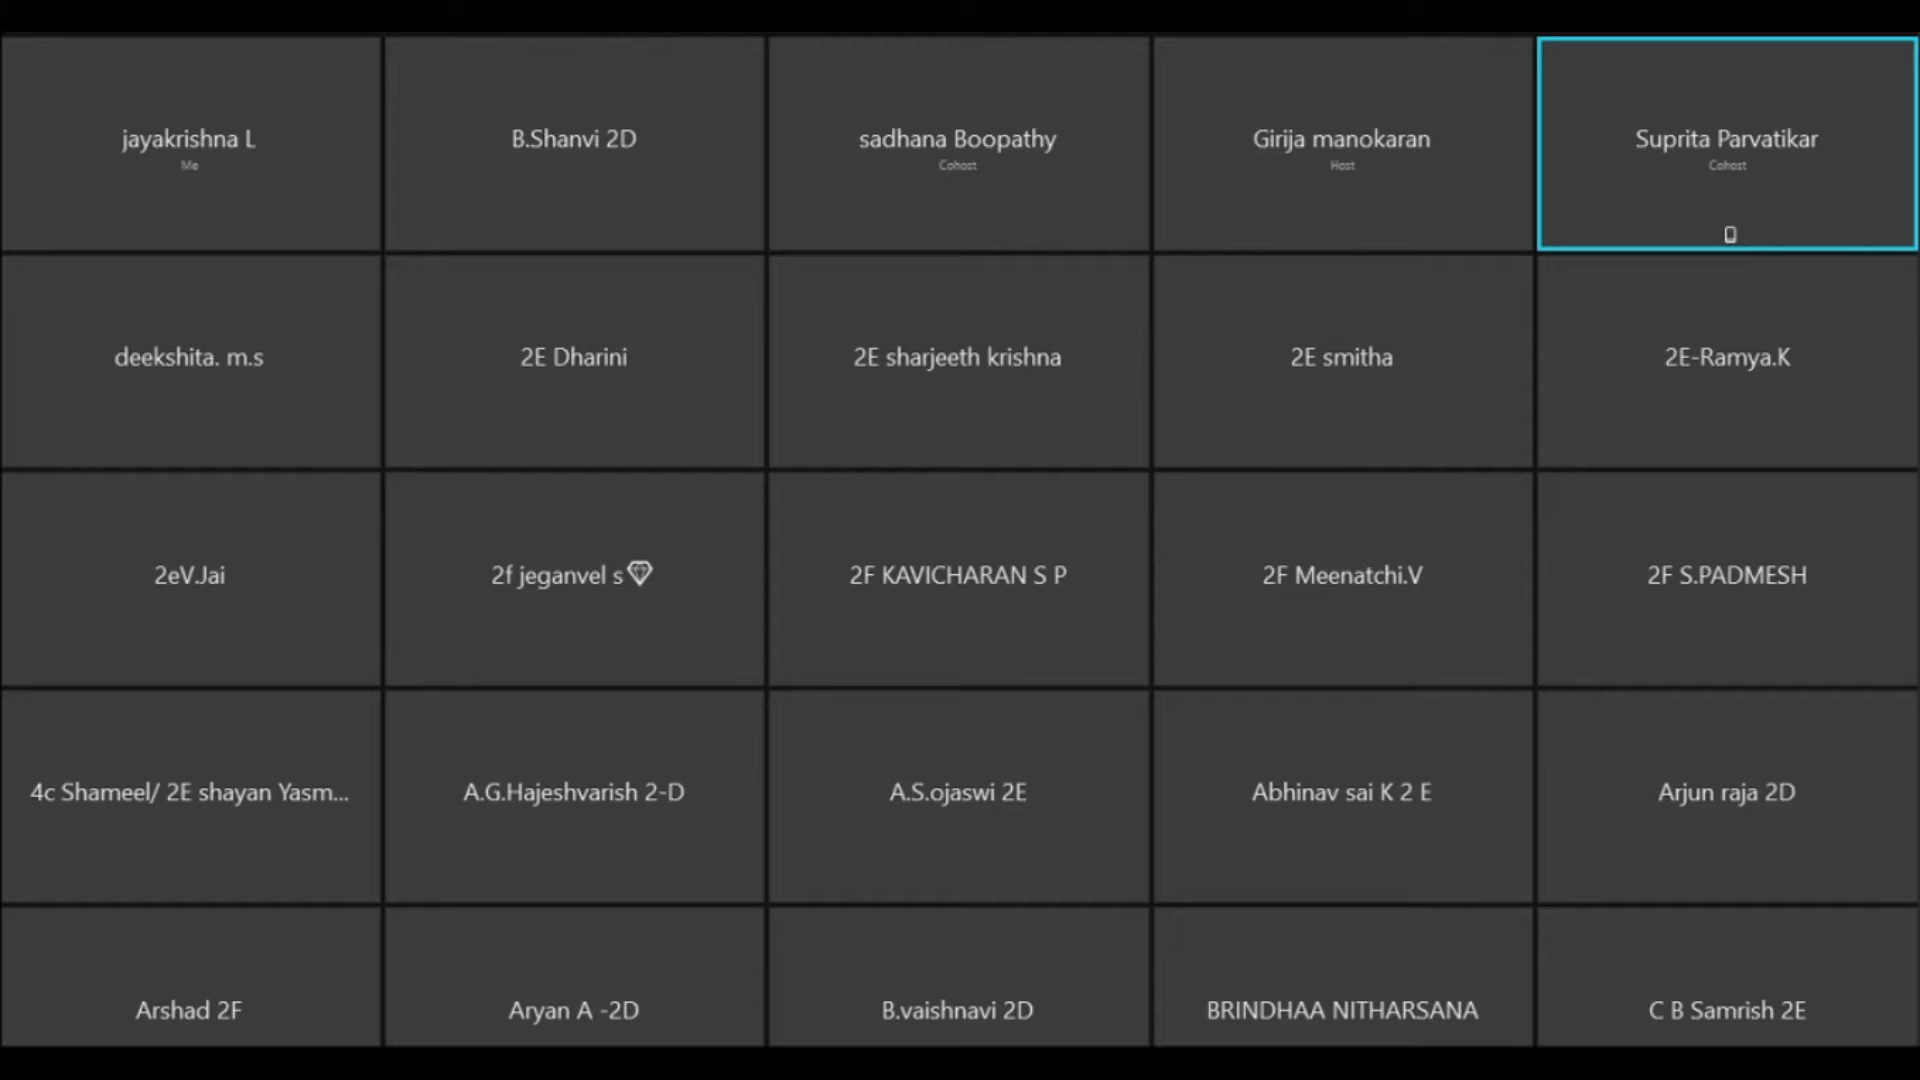 jayakrishna L
Me
B.Shanvi 2D
sadhana Boopathy
Cohost
Girija manokaran
Host
Suprita Parvatikar
Cohost
deekshita. m.s
2E Dharini
2E sharjeeth krishna
2E smitha
2E-Ramya.K
2eV.Jai
2f jeganvel s
2F KAVICHARAN S P
2F Meenatchi.V
2F S.PADMESH
4c Shameel/ 2E shayan Yasm...
A.G.Hajeshvarish 2-D
A.S.ojaswi 2E
Abhinav sai K 2 E
Arjun raja 2D
Arshad 2F
Aryan A -2D
B.vaishnavi 2D
BRINDHAA NITHARSANA
C B Samrish 2E